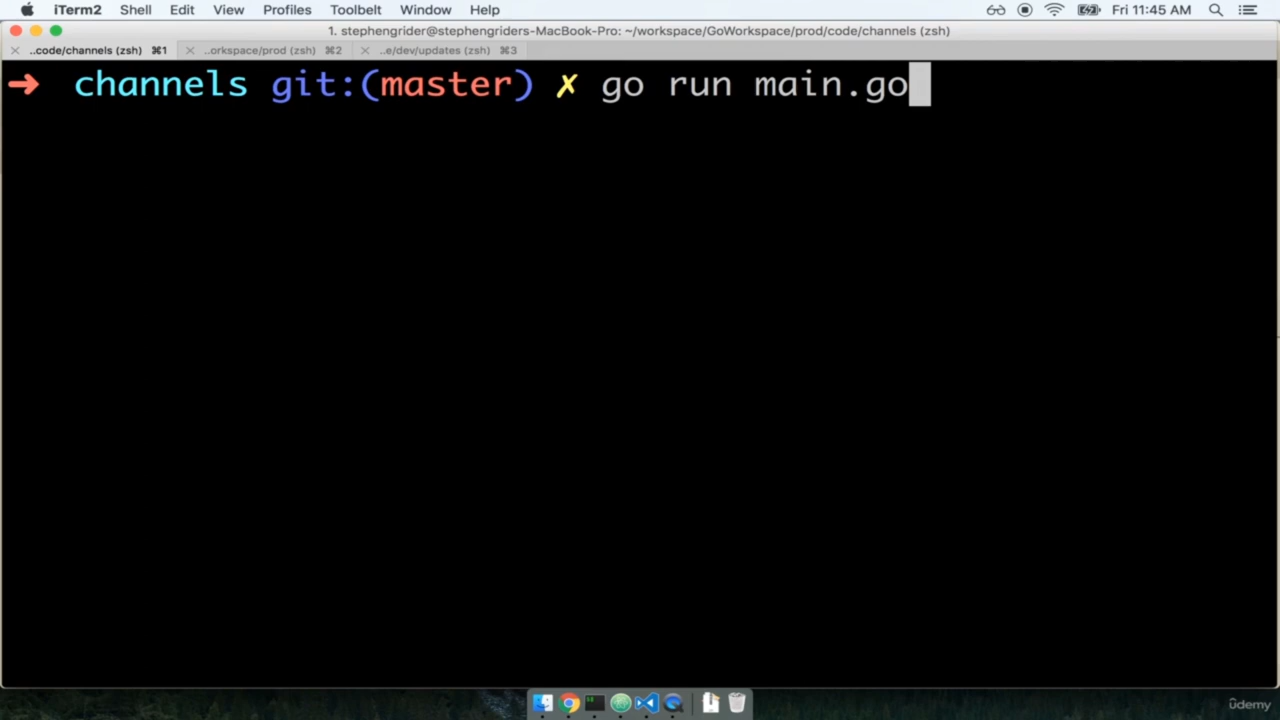 iTerm2 Shell Edit View Profiles Toolbelt Window Help Fri 11:45 AM
1. stephengrider@stephengriders-MacBook-Pro: ~/workspace/GoWorkspace/prod/code/channels (zsh)
..code/channels (zsh) ⌘1 ..orkspace/prod (zsh) ⌘2 ..e/dev/updates (zsh) ⌘3
➜ channels git:(master) ✗ go run main.go
ûdemy